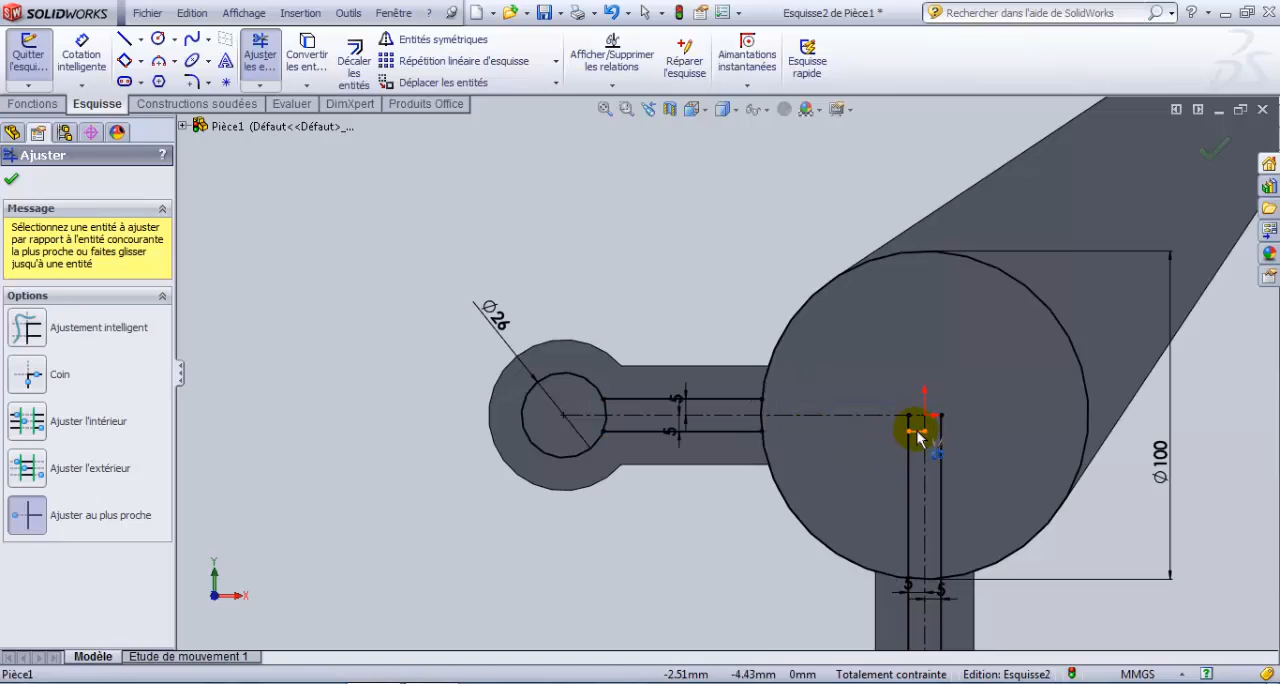 SOLIDWORKS
Fichier
Edition
Affichage
Insertion
Outils
Fenêtre
?
Esquisse2 de Pièce1 *
Rechercher dans l'aide de SolidWorks
?
Quitter
l'esqui...
Cotation
intelligente
Ajuster
les e...
Convertir
les ent...
Décaler
les
entités
Entités symétriques
Répétition linéaire d'esquisse
Déplacer les entités
Afficher/Supprimer
les relations
Réparer
l'esquisse
Aimantations
instantanées
Esquisse
rapide
Fonctions
Esquisse
Constructions soudées
Evaluer
DimXpert
Produits Office
Pièce1 (Défaut<<Défaut>_...
Ajuster
?
Message
Sélectionnez une entité à ajuster
par rapport à l'entité concourante
la plus proche ou faites glisser
jusqu'à une entité
Options
Ajustement intelligent
Coin
Ajuster l'intérieur
Ajuster l'extérieur
Ajuster au plus proche
Ø26
5
5
Ø100
5
5
Y
X
Modèle
Etude de mouvement 1
Pièce1
-2.51mm
-4.43mm
0mm
Totalement contrainte
Edition: Esquisse2
MMGS
?